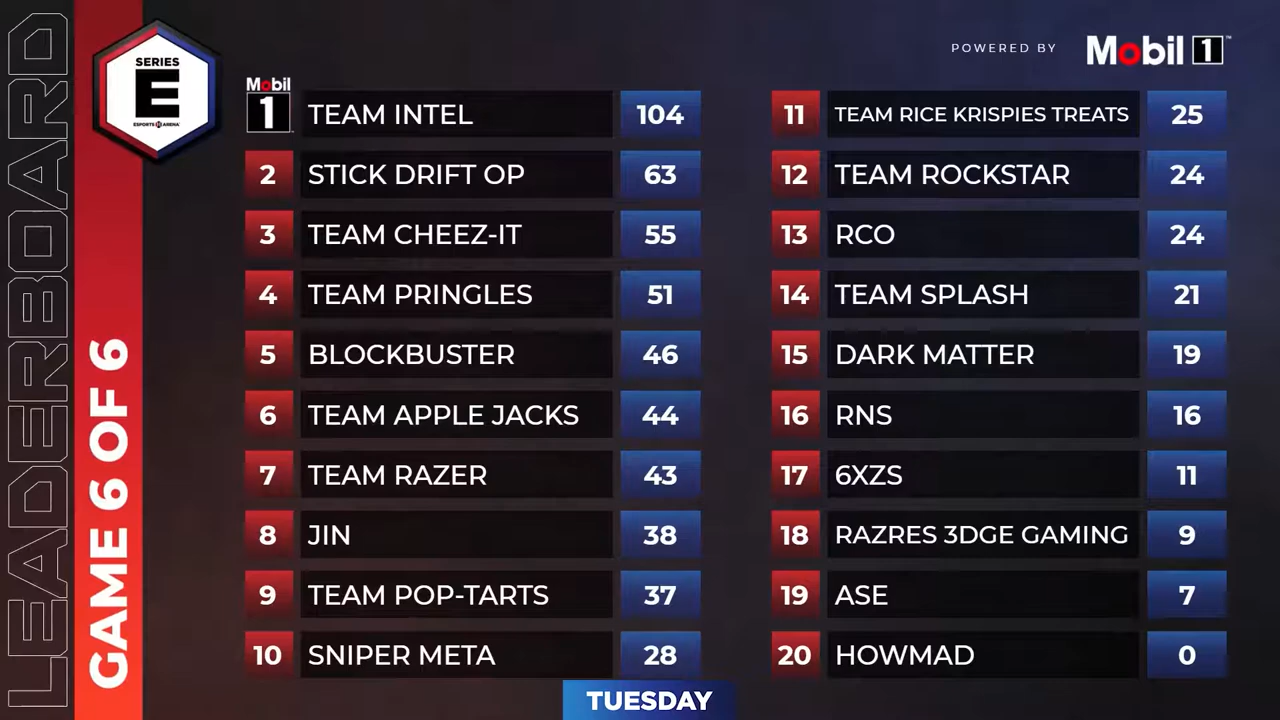 LEADERBOARD
GAME 6 OF 6
SERIES
E
ESPORTS ARENA
POWERED BY Mobil 1™
Mobil
1 TEAM INTEL 104
2 STICK DRIFT OP 63
3 TEAM CHEEZ-IT 55
4 TEAM PRINGLES 51
5 BLOCKBUSTER 46
6 TEAM APPLE JACKS 44
7 TEAM RAZER 43
8 JIN 38
9 TEAM POP-TARTS 37
10 SNIPER META 28
11 TEAM RICE KRISPIES TREATS 25
12 TEAM ROCKSTAR 24
13 RCO 24
14 TEAM SPLASH 21
15 DARK MATTER 19
16 RNS 16
17 6XZS 11
18 RAZRES 3DGE GAMING 9
19 ASE 7
20 HOWMAD 0
TUESDAY